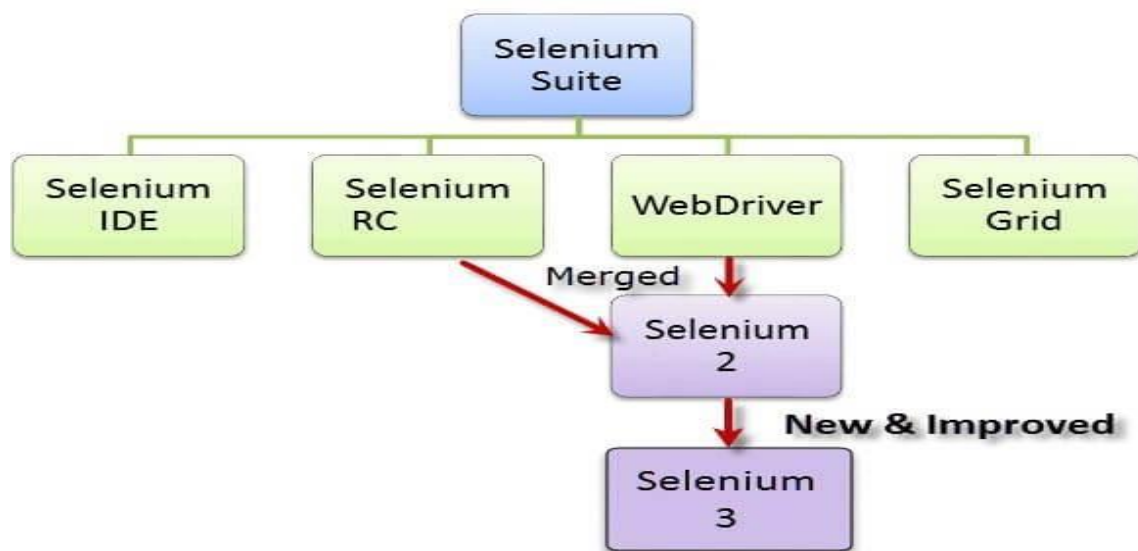 Selenium
Suite
Selenium
IDE
Selenium
RC
WebDriver
Selenium
Grid
Merged
Selenium
2
New & Improved
Selenium
3